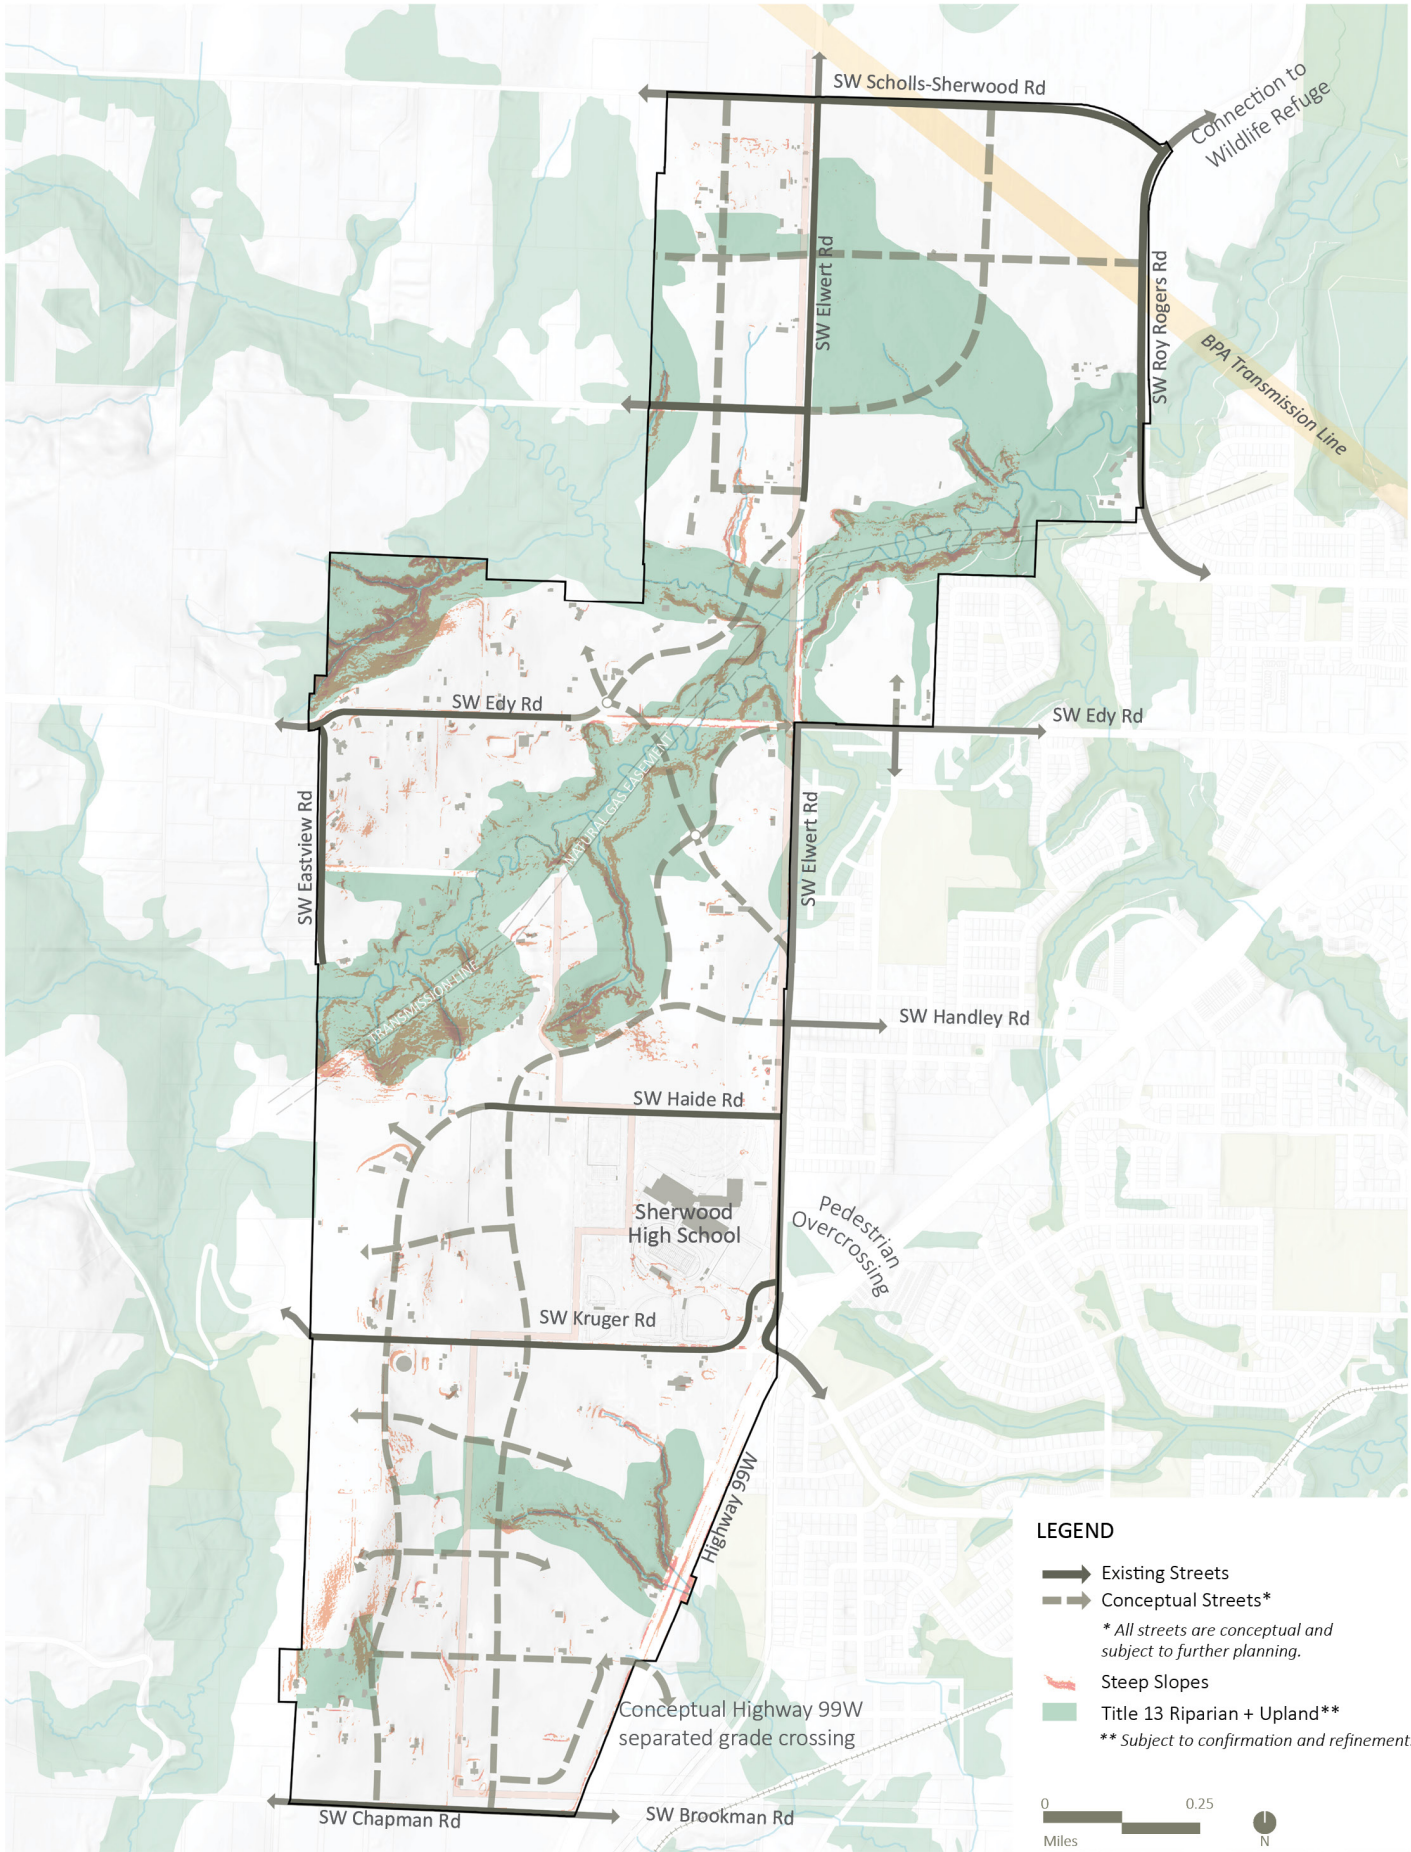 SW Scholls-Sherwood Rd
Connection to
Wildlife Refuge
SW Elwert Rd
SW Roy Rogers Rd
BPA Transmission Line
SW Edy Rd
SW Edy Rd
NATURAL GAS EASEMENT
SW Eastview Rd
SW Elwert Rd
TRANSMISSION LINE
SW Handley Rd
SW Haide Rd
Sherwood
High School
Pedestrian
Overcrossing
SW Kruger Rd
Highway 99W
LEGEND
Existing Streets
Conceptual Streets*
* All streets are conceptual and
subject to further planning.
Steep Slopes
Title 13 Riparian + Upland**
** Subject to confirmation and refinement.
Conceptual Highway 99W
separated grade crossing
SW Chapman Rd
SW Brookman Rd
0 0.25
Miles
N